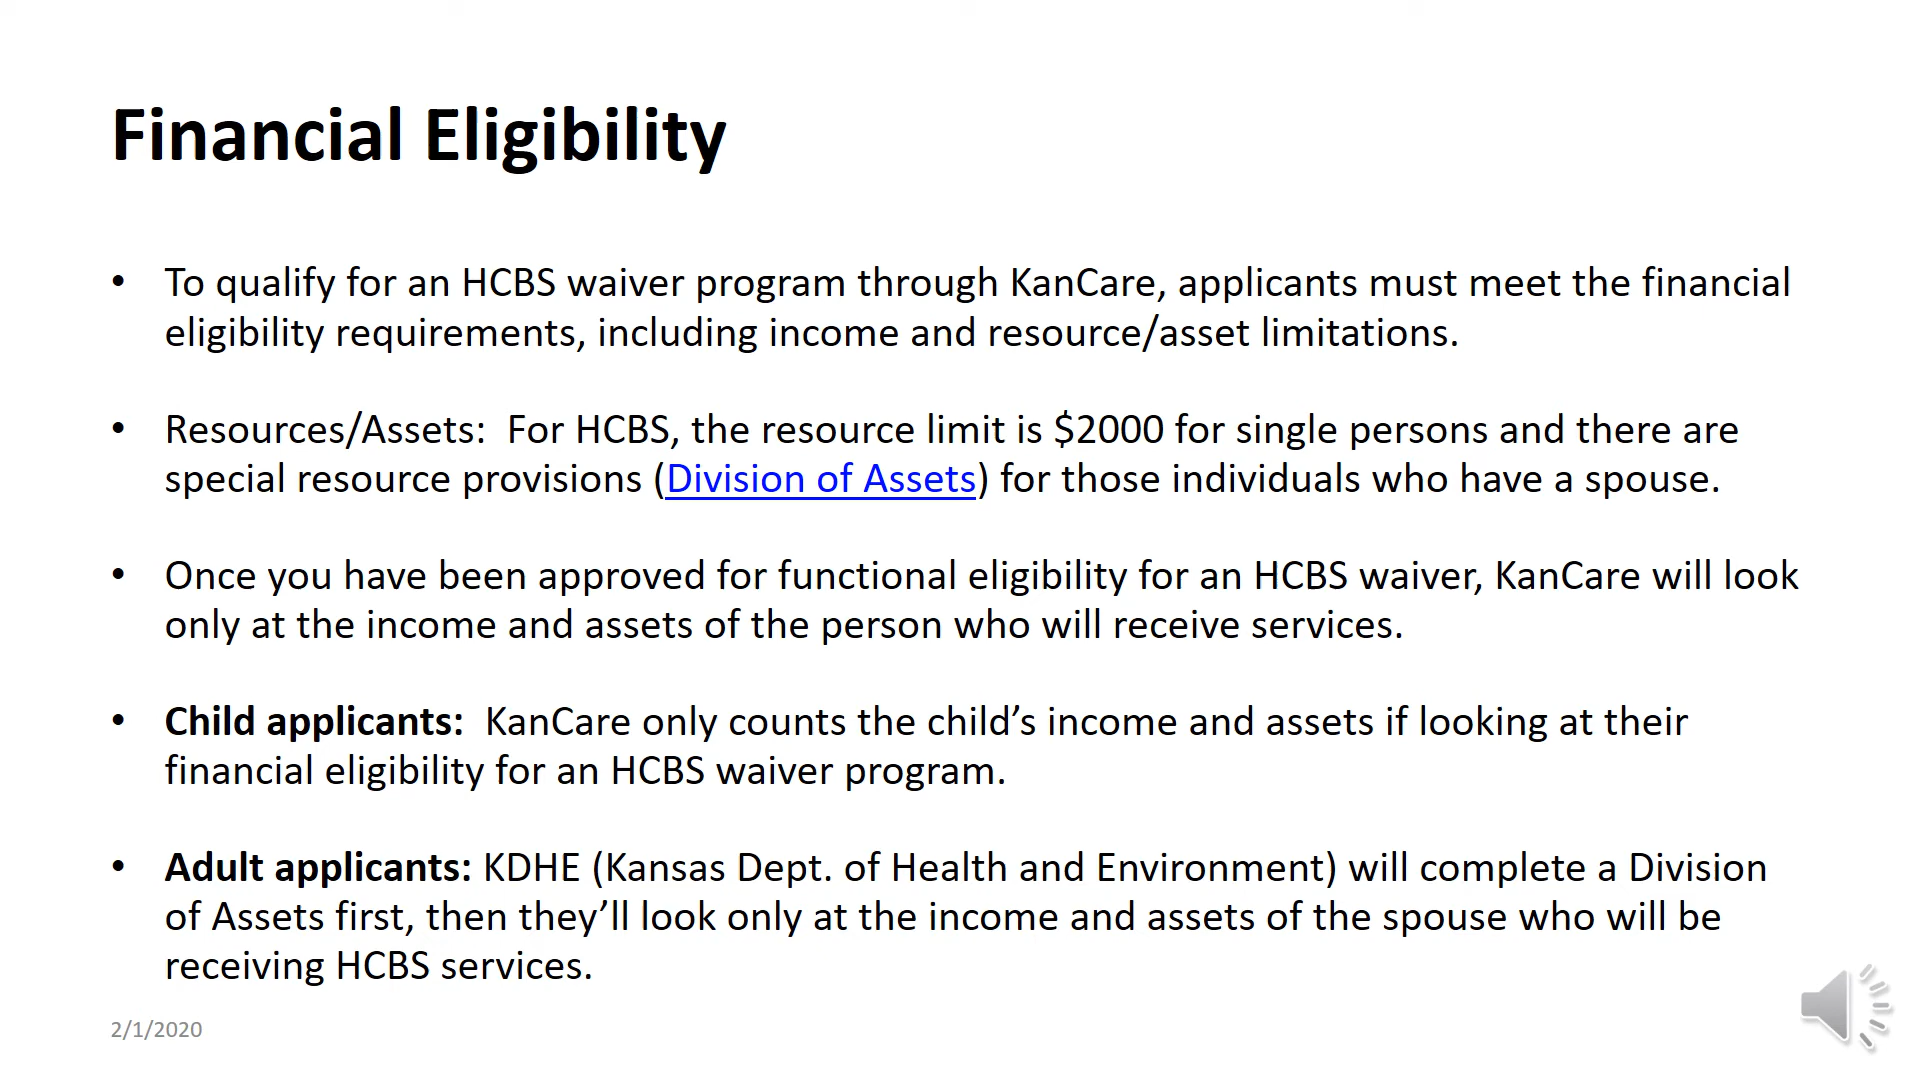 Financial Eligibility
• To qualify for an HCBS waiver program through KanCare, applicants must meet the financial
eligibility requirements, including income and resource/asset limitations.
• Resources/Assets:  For HCBS, the resource limit is $2000 for single persons and there are
special resource provisions (Division of Assets) for those individuals who have a spouse.
• Once you have been approved for functional eligibility for an HCBS waiver, KanCare will look
only at the income and assets of the person who will receive services.
• Child applicants:  KanCare only counts the child’s income and assets if looking at their
financial eligibility for an HCBS waiver program.
• Adult applicants: KDHE (Kansas Dept. of Health and Environment) will complete a Division
of Assets first, then they’ll look only at the income and assets of the spouse who will be
receiving HCBS services.
2/1/2020